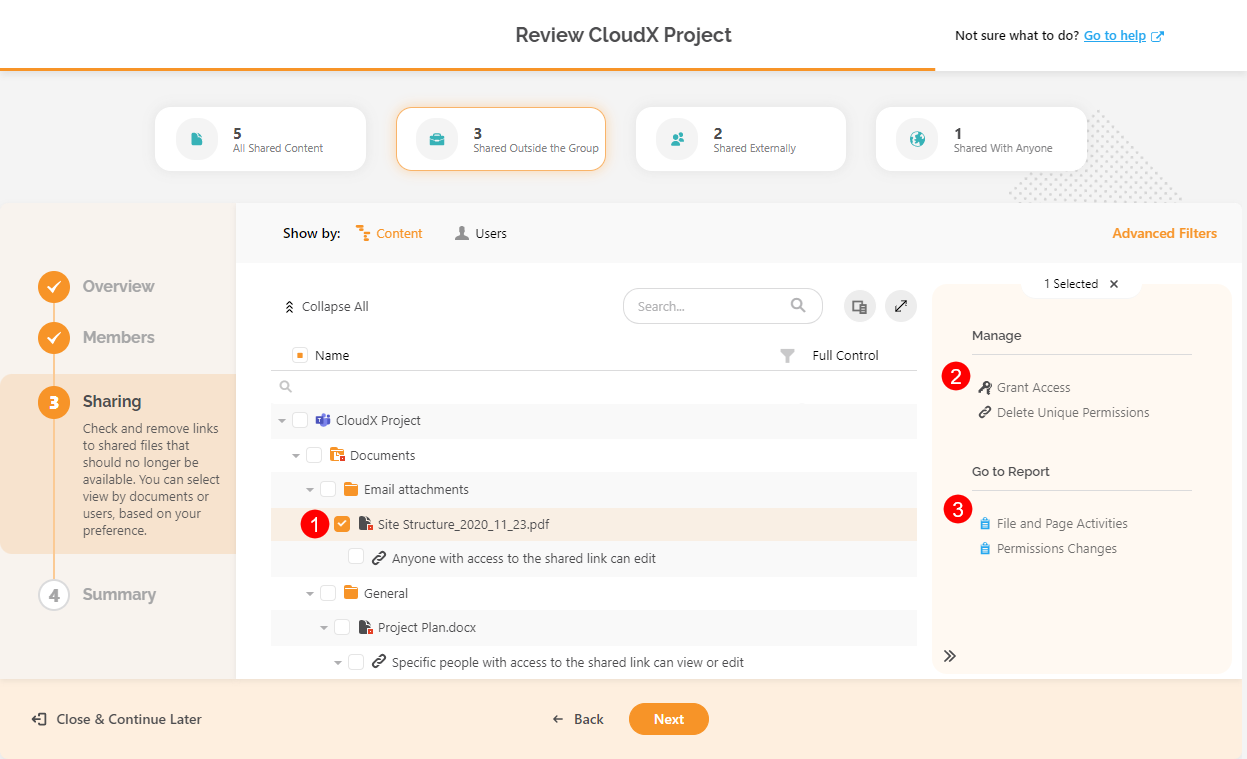 Review CloudX Project
Not sure what to do? Go to help
5
All Shared Content
3
Shared Outside the Group
2
Shared Externally
1
Shared With Anyone
Overview
Members
3
Sharing
Check and remove links
to shared files that
should no longer be
available. You can select
view by documents or
users, based on your
preference.
4
Summary
Show by: Content Users
Advanced Filters
Collapse All
Search...
Name
Full Control
CloudX Project
Documents
Email attachments
1
Site Structure_2020_11_23.pdf
Anyone with access to the shared link can edit
General
Project Plan.docx
Specific people with access to the shared link can view or edit
1 Selected
Manage
2
Grant Access
Delete Unique Permissions
Go to Report
3
File and Page Activities
Permissions Changes
Close & Continue Later
Back
Next